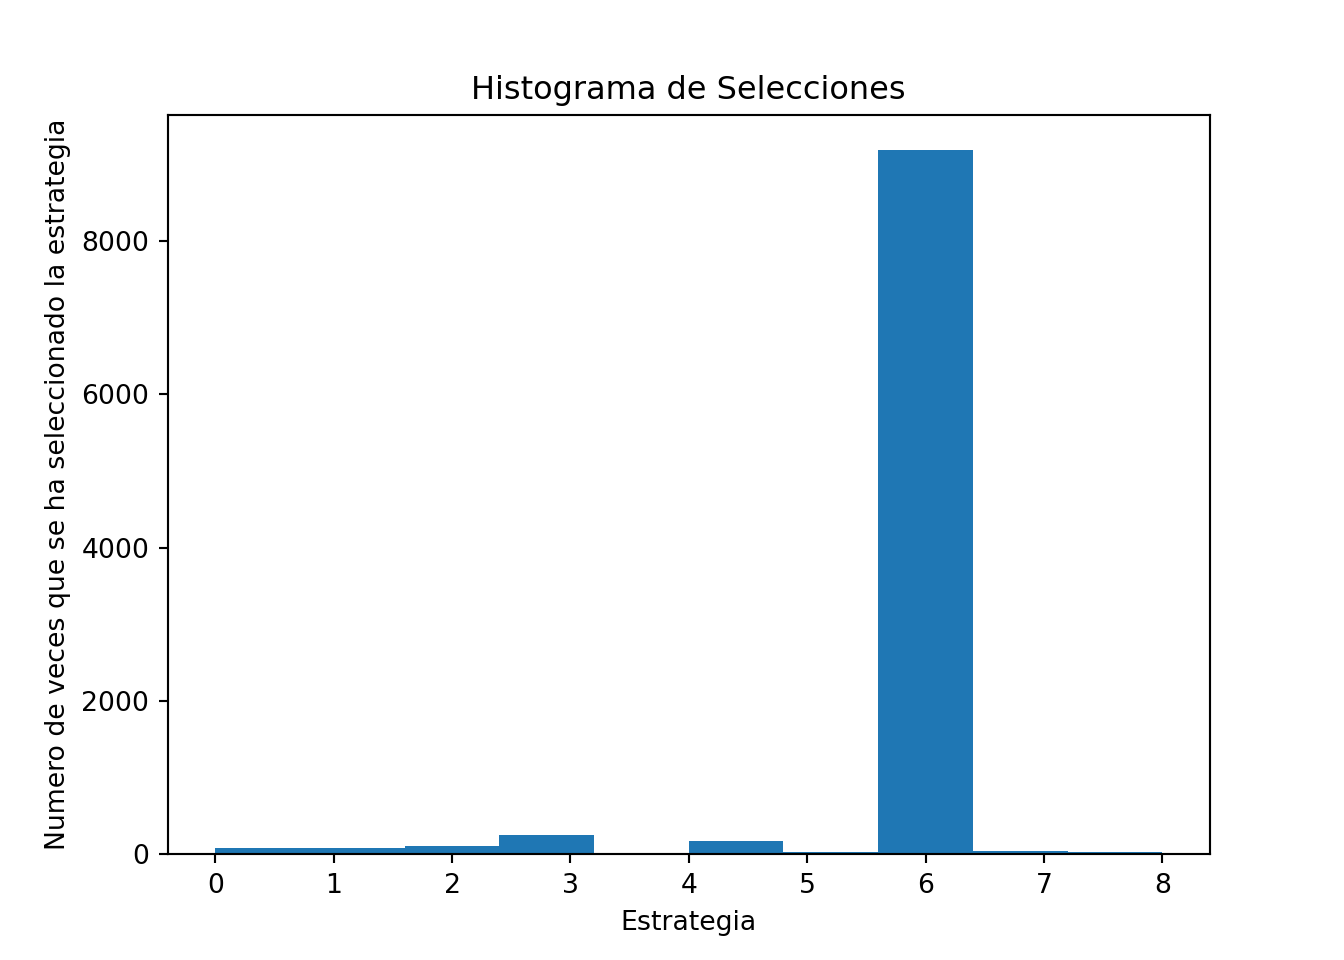 Histograma de Selecciones
Numero de veces que se ha seleccionado la estrategia
8000
6000
4000
2000
0
0 1 2 3 4 5 6 7 8
Estrategia